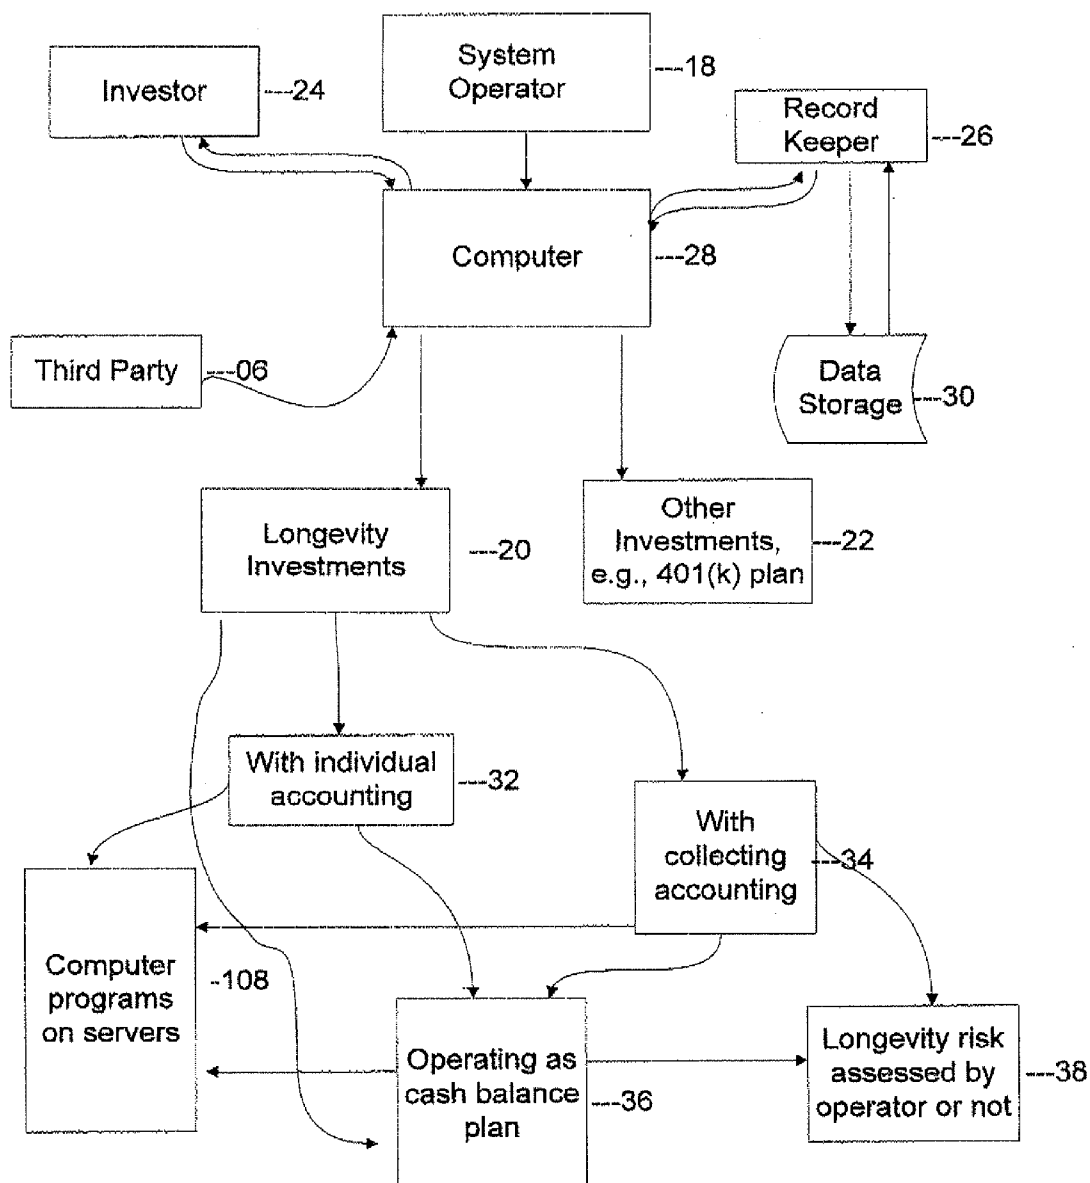 System
Operator
---18
Investor
---24
Record
Keeper
---26
Computer
---28
Third Party
---06
Data
Storage
---30
Longevity
Investments
---20
Other
Investments,
e.g., 401(k) plan
---22
With individual
accounting
---32
With
collecting
accounting
---34
Computer
programs
on servers
-108
Operating as
cash balance
plan
---36
Longevity risk
assessed by
operator or not
---38